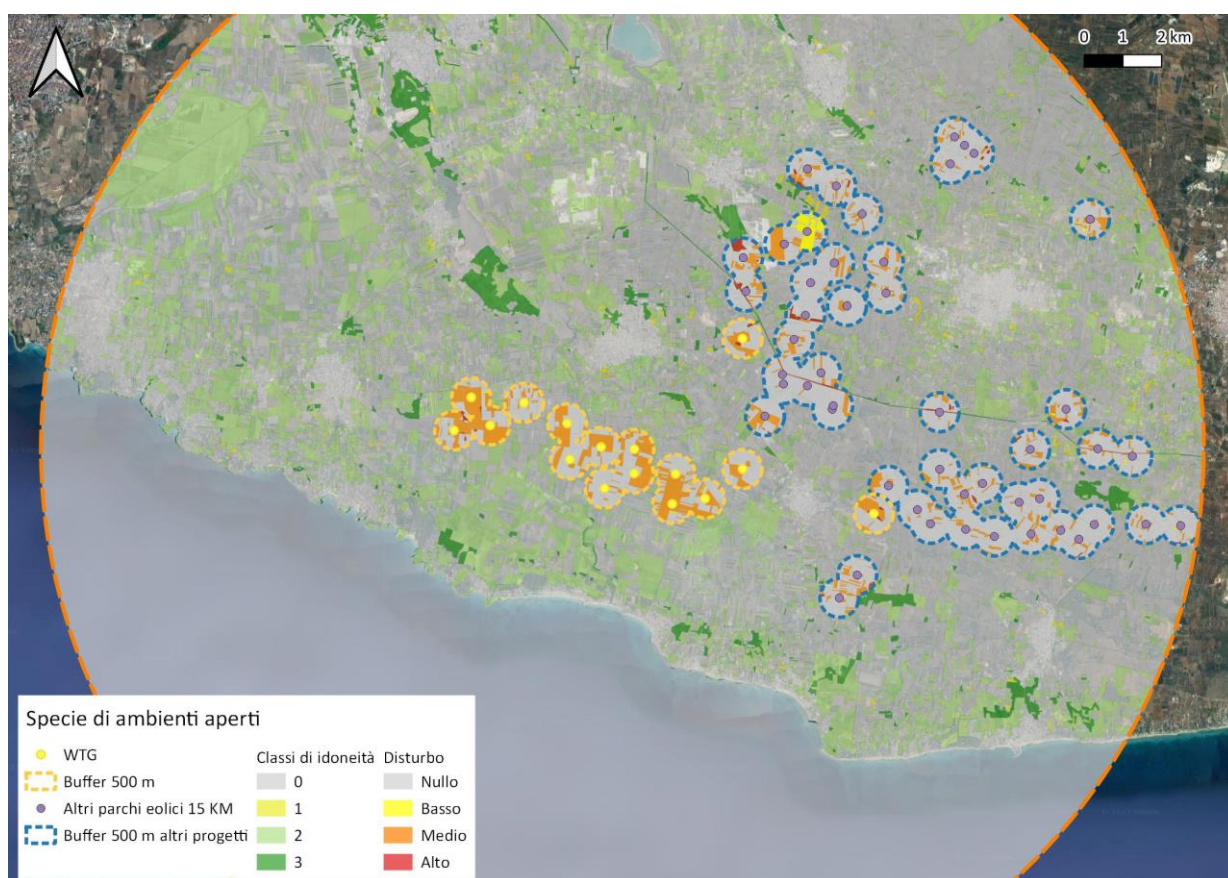 0 1 2 km
Specie di ambienti aperti
WTG
Buffer 500 m
Altri parchi eolici 15 KM
Buffer 500 m altri progetti
Classi di idoneità
0
1
2
3
Disturbo
Nullo
Basso
Medio
Alto